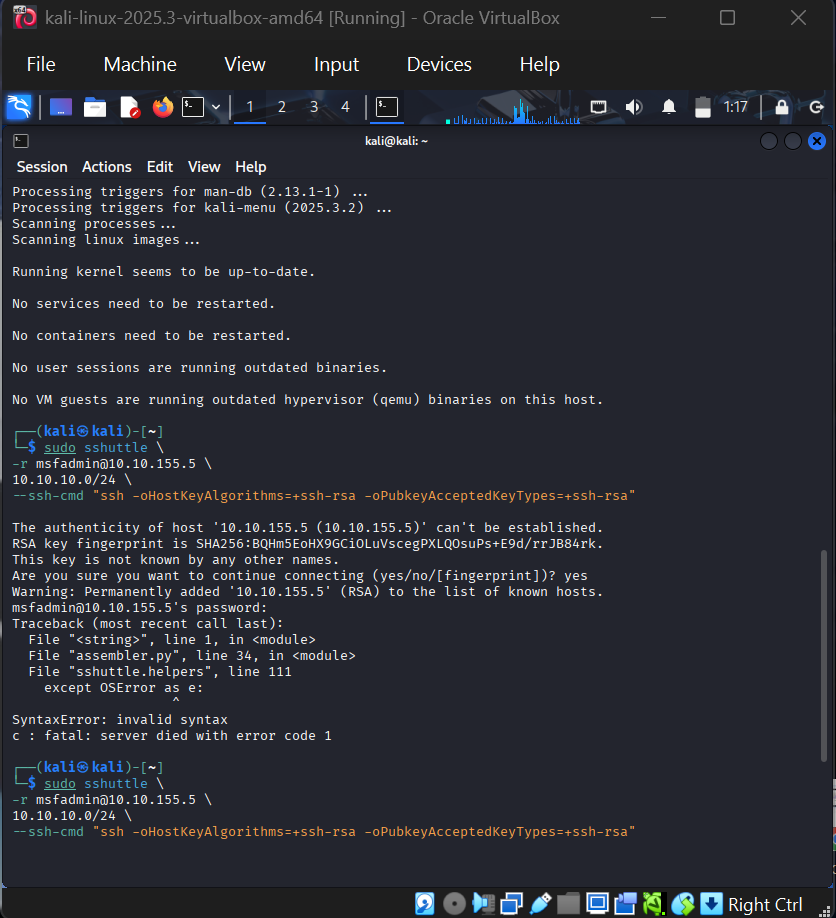 kali-linux-2025.3-virtualbox-amd64 [Running] - Oracle VirtualBox
File Machine View Input Devices Help
1 2 3 4 1:17
kali@kali: ~
Session Actions Edit View Help
Processing triggers for man-db (2.13.1-1) ...
Processing triggers for kali-menu (2025.3.2) ...
Scanning processes...
Scanning linux images...
Running kernel seems to be up-to-date.
No services need to be restarted.
No containers need to be restarted.
No user sessions are running outdated binaries.
No VM guests are running outdated hypervisor (qemu) binaries on this host.
┌──(kali㉿kali)-[~]
└─$ sudo sshuttle \
-r msfadmin@10.10.155.5 \
10.10.10.0/24 \
--ssh-cmd "ssh -oHostKeyAlgorithms=+ssh-rsa -oPubkeyAcceptedKeyTypes=+ssh-rsa"
The authenticity of host '10.10.155.5 (10.10.155.5)' can't be established.
RSA key fingerprint is SHA256:BQHm5EoHX9GCiOLuVscegPXLQOsuPs+E9d/rrJB84rk.
This key is not known by any other names.
Are you sure you want to continue connecting (yes/no/[fingerprint])? yes
Warning: Permanently added '10.10.155.5' (RSA) to the list of known hosts.
msfadmin@10.10.155.5's password:
Traceback (most recent call last):
  File "<string>", line 1, in <module>
  File "assembler.py", line 34, in <module>
  File "sshuttle.helpers", line 111
    except OSError as e:
                    ^
SyntaxError: invalid syntax
c : fatal: server died with error code 1
┌──(kali㉿kali)-[~]
└─$ sudo sshuttle \
-r msfadmin@10.10.155.5 \
10.10.10.0/24 \
--ssh-cmd "ssh -oHostKeyAlgorithms=+ssh-rsa -oPubkeyAcceptedKeyTypes=+ssh-rsa"
Right Ctrl